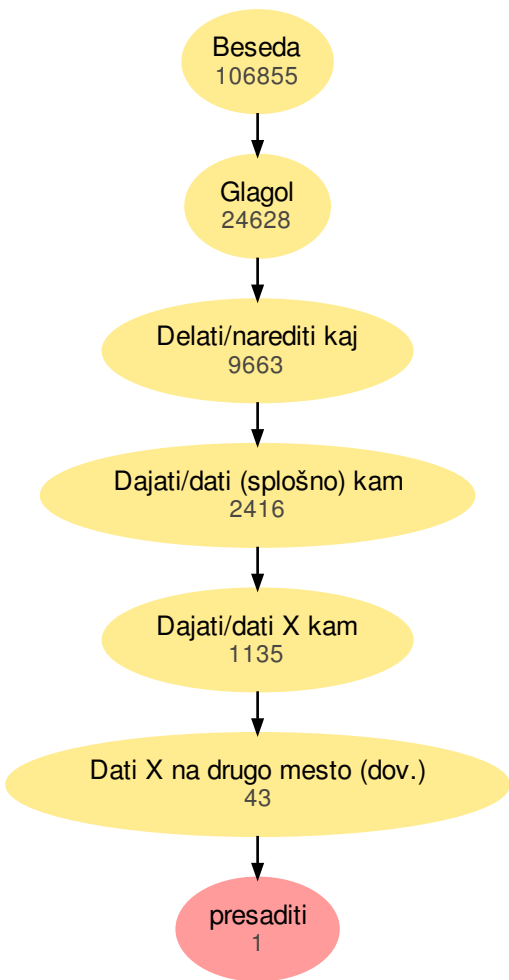 Beseda
106855
Glagol
24628
Delati/narediti kaj
9663
Dajati/dati (splošno) kam
2416
Dajati/dati X kam
1135
Dati X na drugo mesto (dov.)
43
presaditi
1